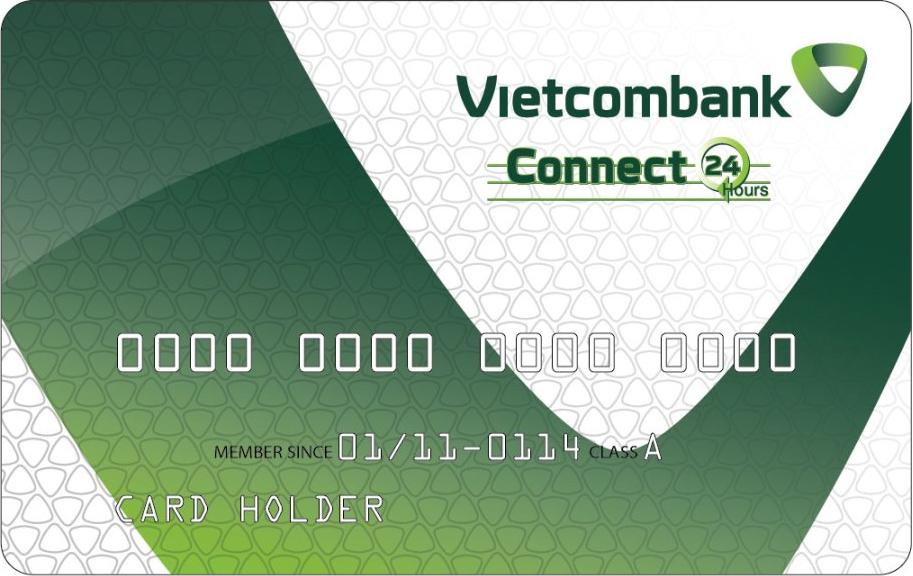 Vietcombank
Connect 24
Hours
0000 0000 0000 0000
MEMBER SINCE 01/11-0114 CLASS A
CARD HOLDER